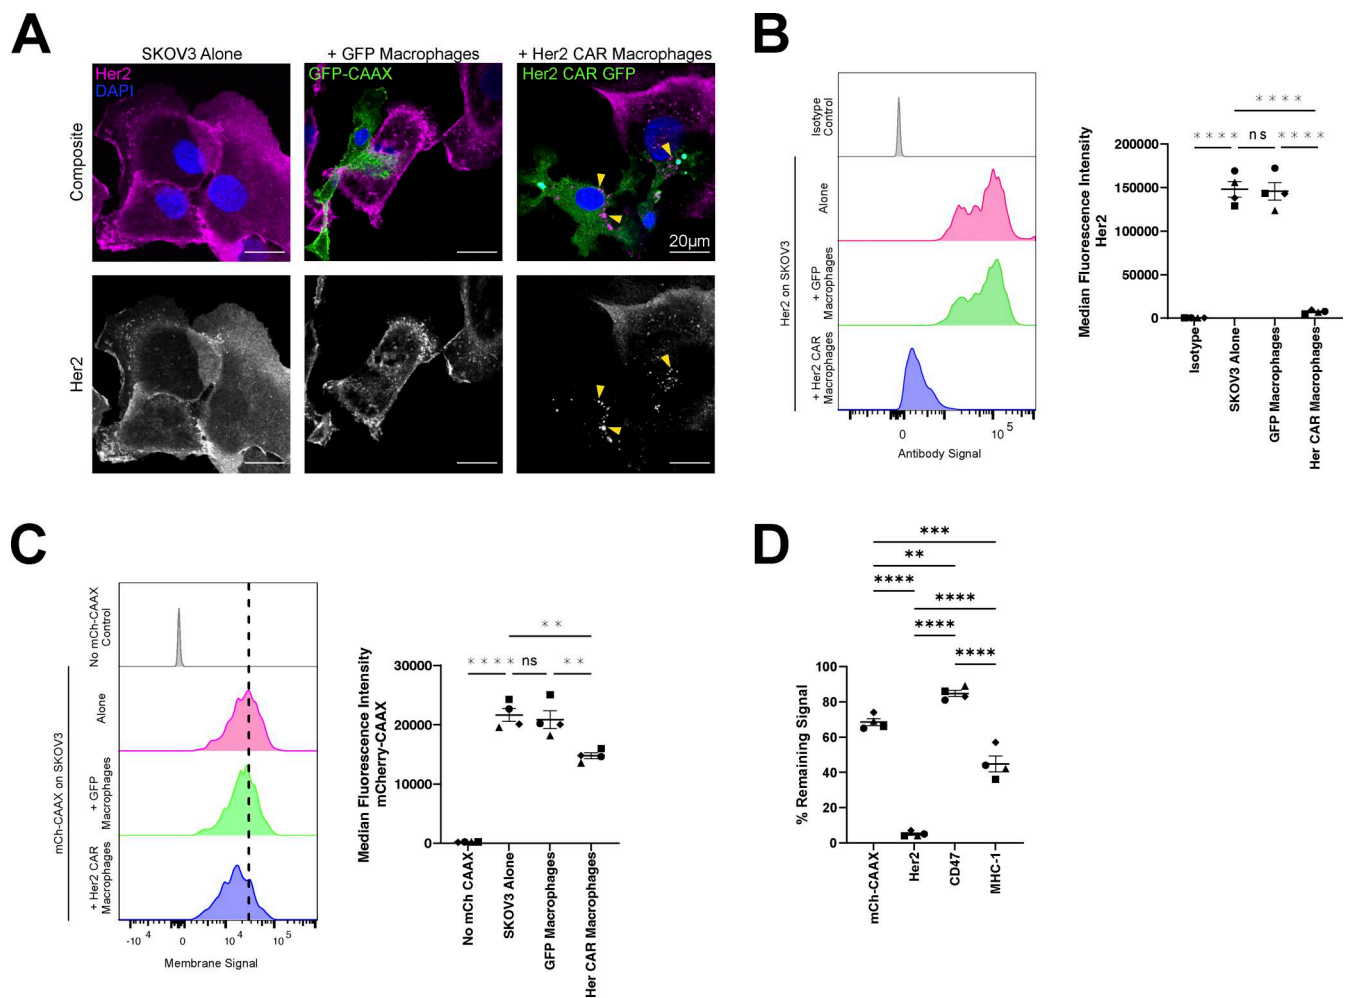 A
SKOV3 Alone
+ GFP Macrophages
+ Her2 CAR Macrophages
Composite
Her2
DAPI
GFP-CAAX
Her2 CAR GFP
20µm
Her2
B
Isotype
Control
Her2 on SKOV3
Alone
+ GFP
Macrophages
+ Her2 CAR
Macrophages
0
10 5
Antibody Signal
Median Fluorescence Intensity
Her2
****
**** ns ****
200000
150000
100000
50000
0
Isotype
SKOV3 Alone
GFP Macrophages
Her CAR Macrophages
C
No mCh-CAAX
Control
mCh-CAAX on SKOV3
Alone
+ GFP
Macrophages
+ Her2 CAR
Macrophages
-10 4
0
10 4
10 5
Membrane Signal
Median Fluorescence Intensity
mCherry-CAAX
**
**** ns **
30000
20000
10000
0
No mCh CAAX
SKOV3 Alone
GFP Macrophages
Her CAR Macrophages
D
***
**
****
****
****
****
% Remaining Signal
100
80
60
40
20
0
mCh-CAAX
Her2
CD47
MHC-1